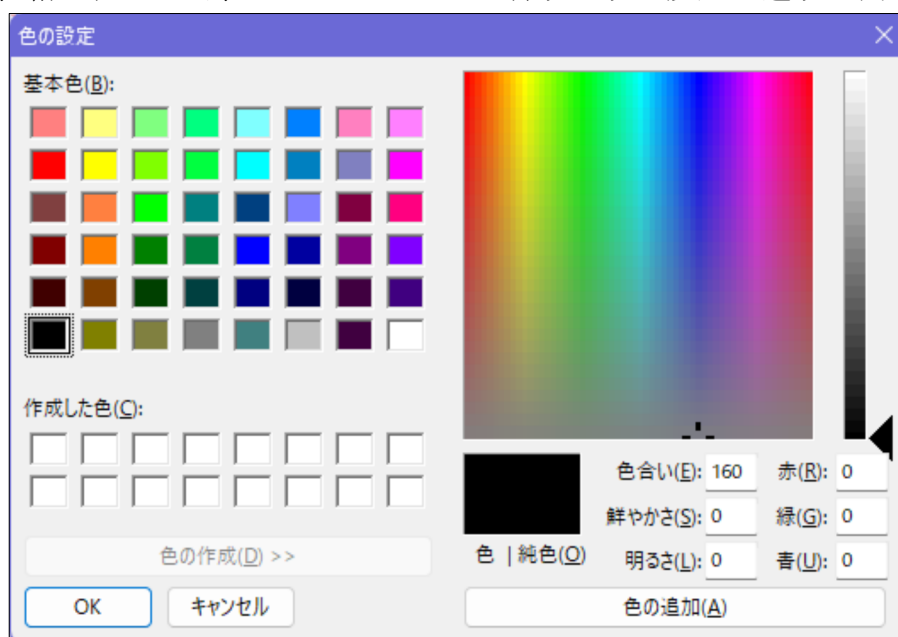 色の設定
基本色(B):
作成した色(C):
色の作成(D) >>
OK
キャンセル
色 | 純色(O)
色合い(E): 160
赤(R): 0
鮮やかさ(S): 0
緑(G): 0
明るさ(L): 0
青(U): 0
色の追加(A)